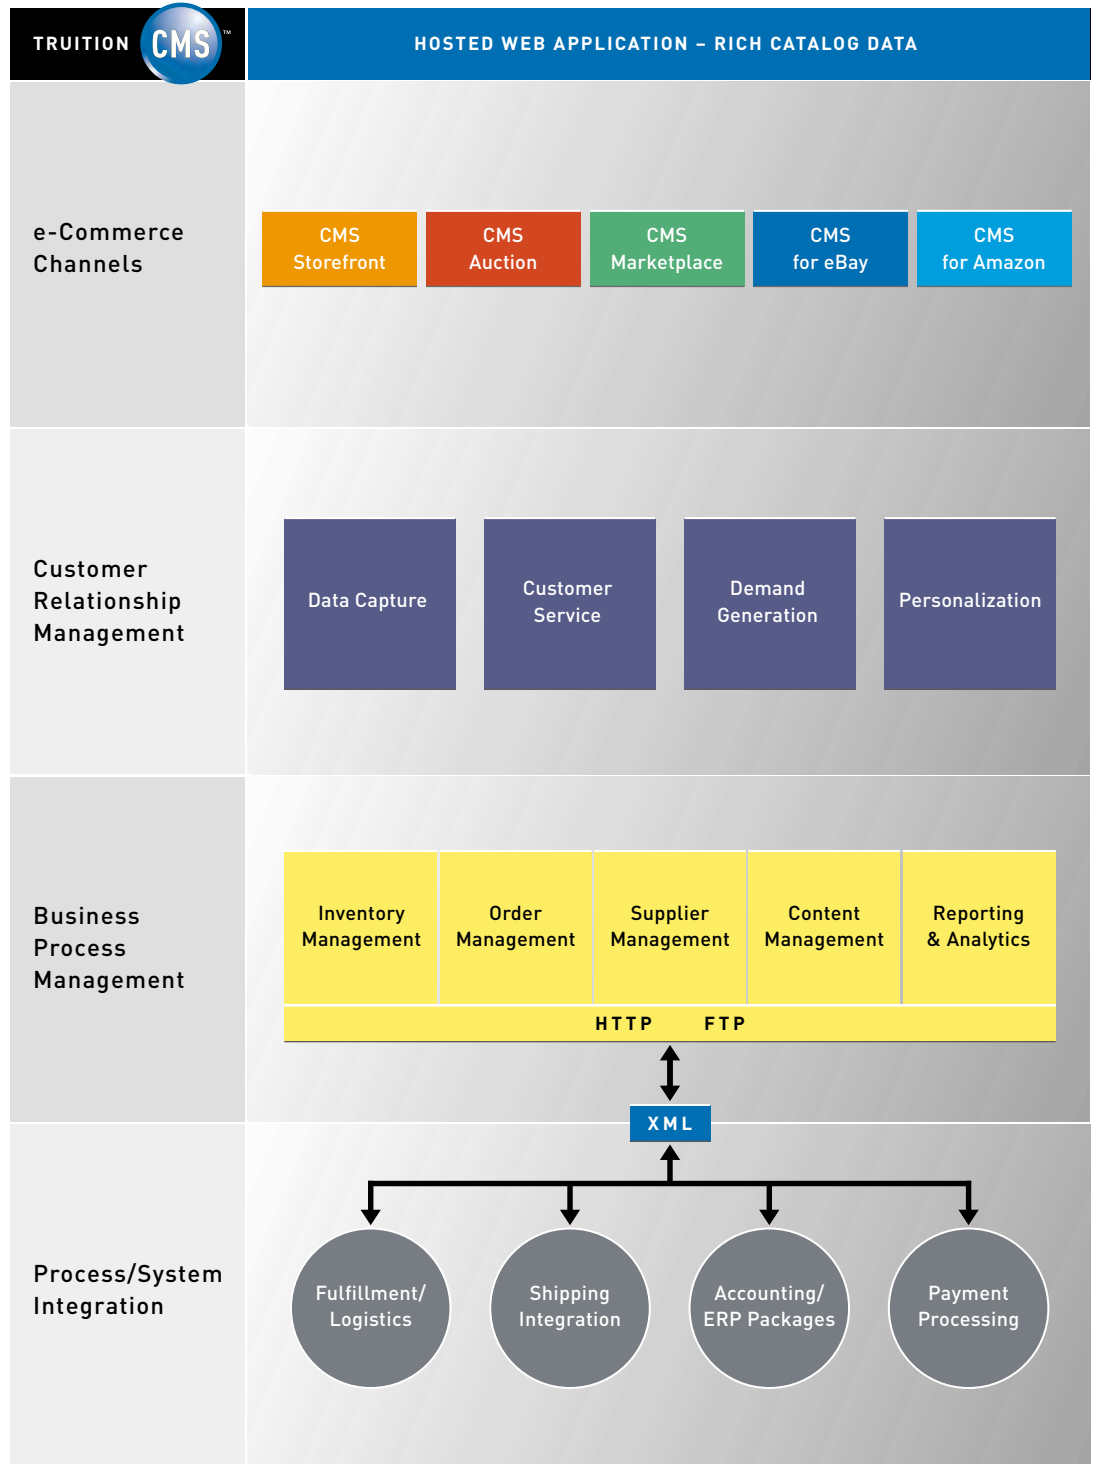 TRUITION CMS™
HOSTED WEB APPLICATION – RICH CATALOG DATA
e-Commerce
Channels
CMS
Storefront
CMS
Auction
CMS
Marketplace
CMS
for eBay
CMS
for Amazon
Customer
Relationship
Management
Data Capture
Customer
Service
Demand
Generation
Personalization
Business
Process
Management
Inventory
Management
Order
Management
Supplier
Management
Content
Management
Reporting
& Analytics
HTTP FTP
XML
Process/System
Integration
Fulfillment/
Logistics
Shipping
Integration
Accounting/
ERP Packages
Payment
Processing